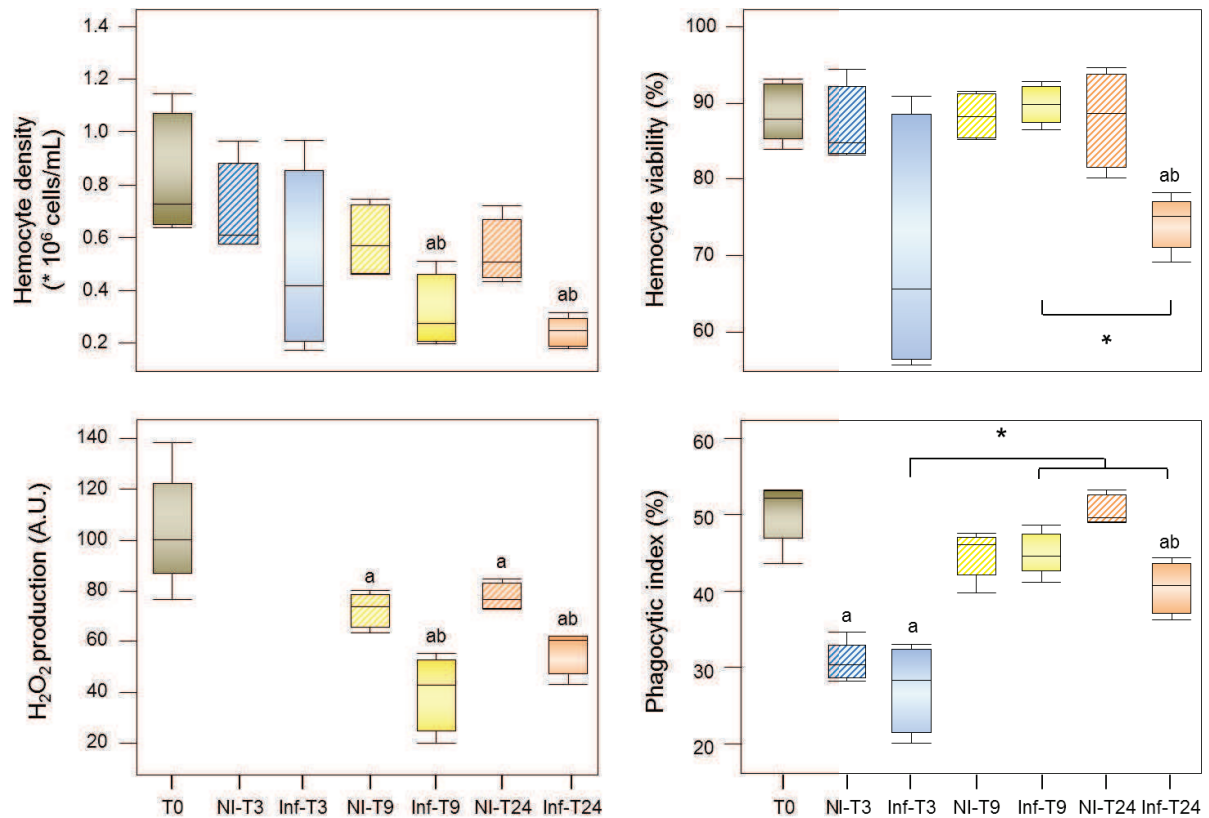 Hemocyte density
(* 10⁶ cells/mL)
1.4
1.2
1.0
0.8
0.6
0.4
0.2
ab
ab
Hemocyte viability (%)
100
90
80
70
60
ab
*
H₂O₂ production (A.U.)
140
120
100
80
60
40
20
a
ab
a
ab
T0 NI-T3 Inf-T3 NI-T9 Inf-T9 NI-T24 Inf-T24
Phagocytic index (%)
60
50
40
30
20
*
a
a
ab
T0 NI-T3 Inf-T3 NI-T9 Inf-T9 NI-T24 Inf-T24